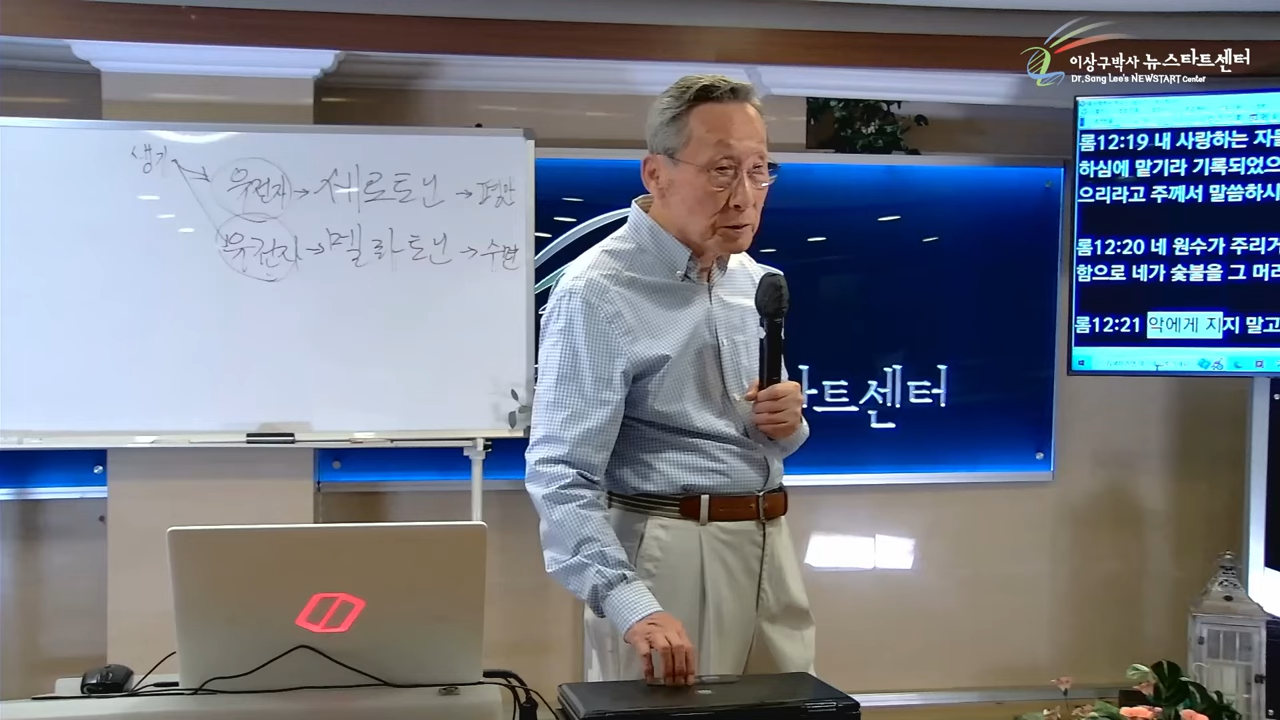 이상구박사 뉴스타트센터
Dr. Sang Lee's NEWSTART Center
생기 → 유전자 → 세로토닌 → 평안
유전자 → 멜라토닌 → 수면
타트센터
롬12:19 내 사랑하는 자들
하심에 맡기라 기록되었으
으리라고 주께서 말씀하시
롬12:20 네 원수가 주리거
함으로 네가 숯불을 그 머리
롬12:21 악에게 지지 말고